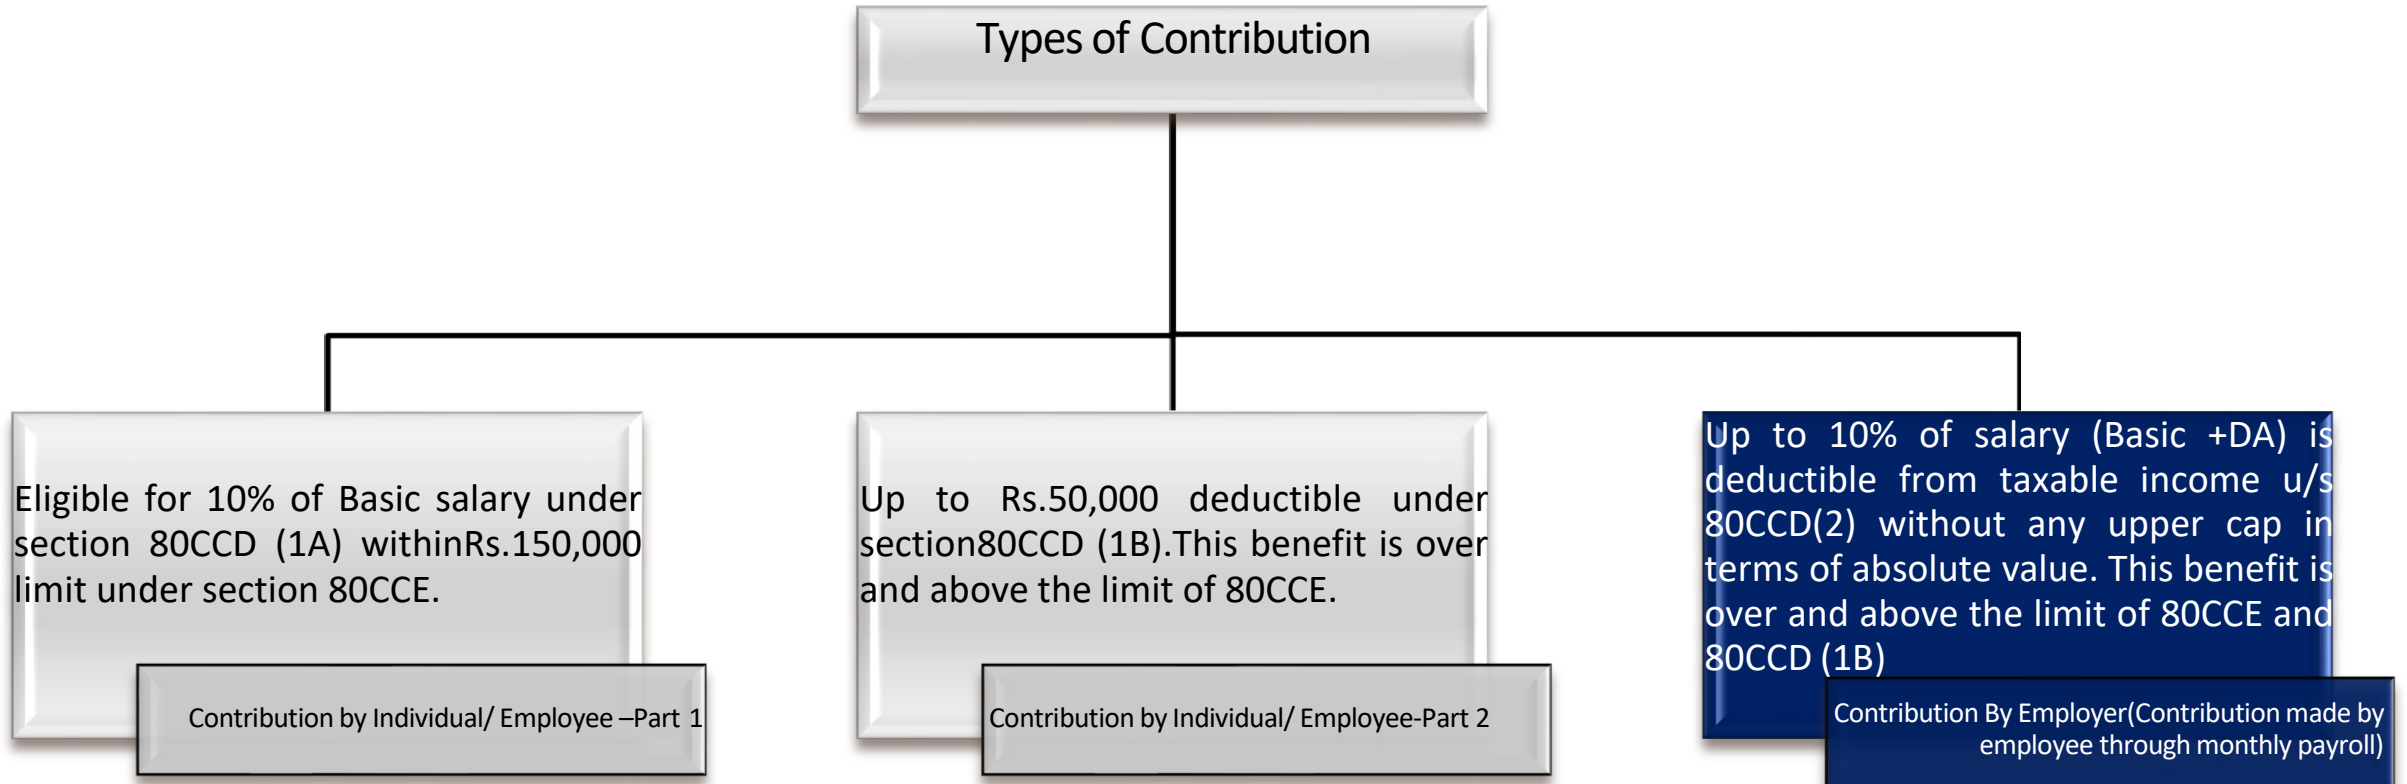 Types of Contribution
Eligible for 10% of Basic salary under
section 80CCD (1A) withinRs.150,000
limit under section 80CCE.
Contribution by Individual/ Employee –Part 1
Up to Rs.50,000 deductible under
section80CCD (1B).This benefit is over
and above the limit of 80CCE.
Contribution by Individual/ Employee-Part 2
Up to 10% of salary (Basic +DA) is
deductible from taxable income u/s
80CCD(2) without any upper cap in
terms of absolute value. This benefit is
over and above the limit of 80CCE and
80CCD (1B)
Contribution By Employer(Contribution made by
employee through monthly payroll)